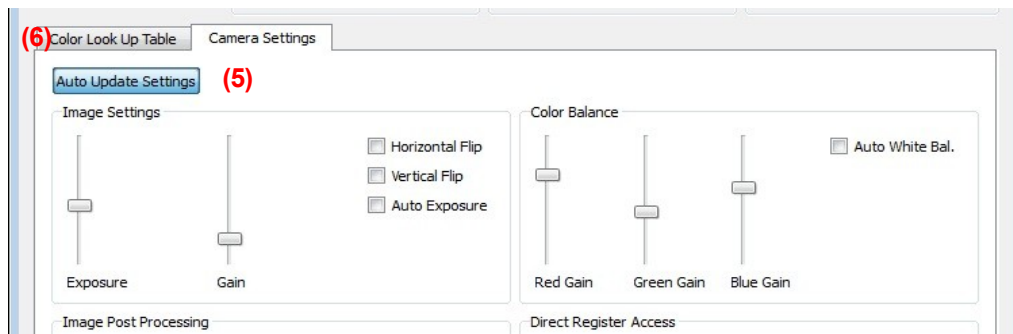 (6) Color Look Up Table Camera Settings
Auto Update Settings (5)
Image Settings Color Balance
Horizontal Flip Auto White Bal.
Vertical Flip
Auto Exposure
Exposure Gain Red Gain Green Gain Blue Gain
Image Post Processing Direct Register Access